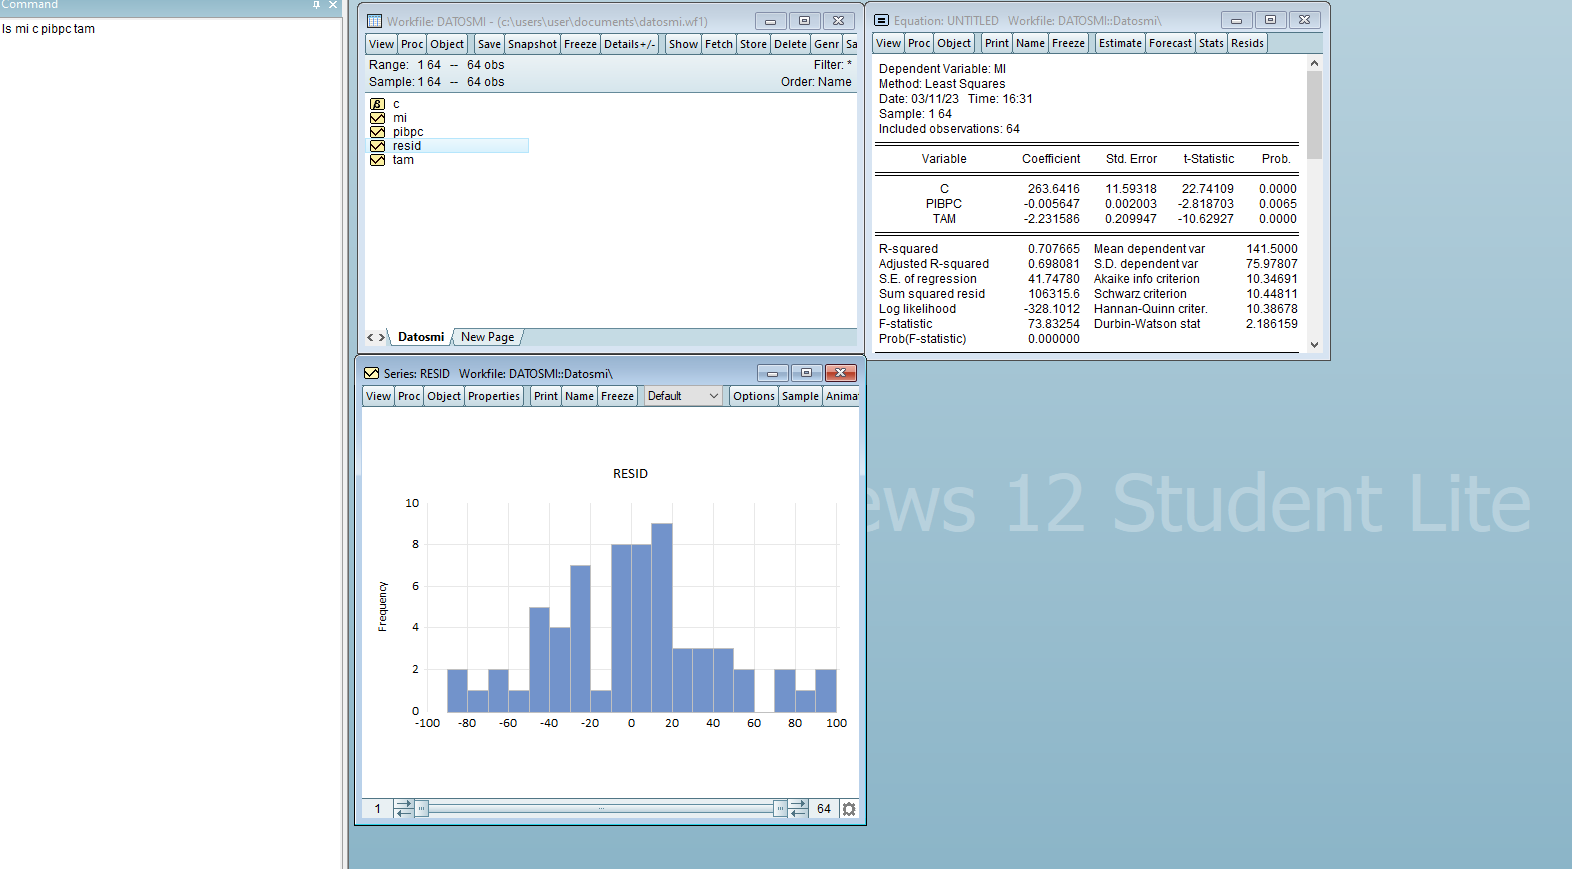 Command
ls mi c pibpc tam
Workfile: DATOSMI - (c:\users\user\documents\datosmi.wf1)
View Proc Object Save Snapshot Freeze Details+/- Show Fetch Store Delete Genr Sa
Range: 1 64 -- 64 obs Filter: *
Sample: 1 64 -- 64 obs Order: Name
β c
mi
pibpc
resid
tam
< > Datosmi New Page
Equation: UNTITLED Workfile: DATOSMI::Datosmi\
View Proc Object Print Name Freeze Estimate Forecast Stats Resids
Dependent Variable: MI
Method: Least Squares
Date: 03/11/23 Time: 16:31
Sample: 1 64
Included observations: 64
Variable Coefficient Std. Error t-Statistic Prob.
C 263.6416 11.59318 22.74109 0.0000
PIBPC -0.005647 0.002003 -2.818703 0.0065
TAM -2.231586 0.209947 -10.62927 0.0000
R-squared 0.707665 Mean dependent var 141.5000
Adjusted R-squared 0.698081 S.D. dependent var 75.97807
S.E. of regression 41.74780 Akaike info criterion 10.34691
Sum squared resid 106315.6 Schwarz criterion 10.44811
Log likelihood -328.1012 Hannan-Quinn criter. 10.38678
F-statistic 73.83254 Durbin-Watson stat 2.186159
Prob(F-statistic) 0.000000
Series: RESID Workfile: DATOSMI::Datosmi\
View Proc Object Properties Print Name Freeze Default Options Sample Animat
RESID
Frequency
10
8
6
4
2
0
-100 -80 -60 -40 -20 0 20 40 60 80 100
1 64
ews 12 Student Lite